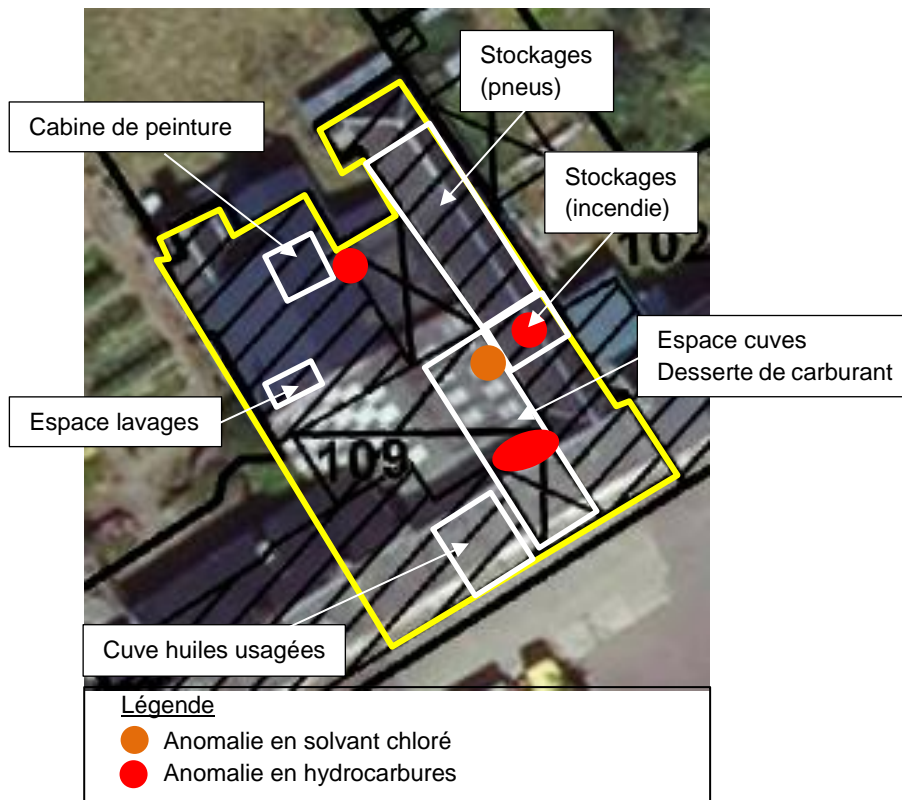 Stockages
(pneus)
Cabine de peinture
Stockages
(incendie)
102
Espace cuves
Desserte de carburant
Espace lavages
109
Cuve huiles usagées
Légende
Anomalie en solvant chloré
Anomalie en hydrocarbures